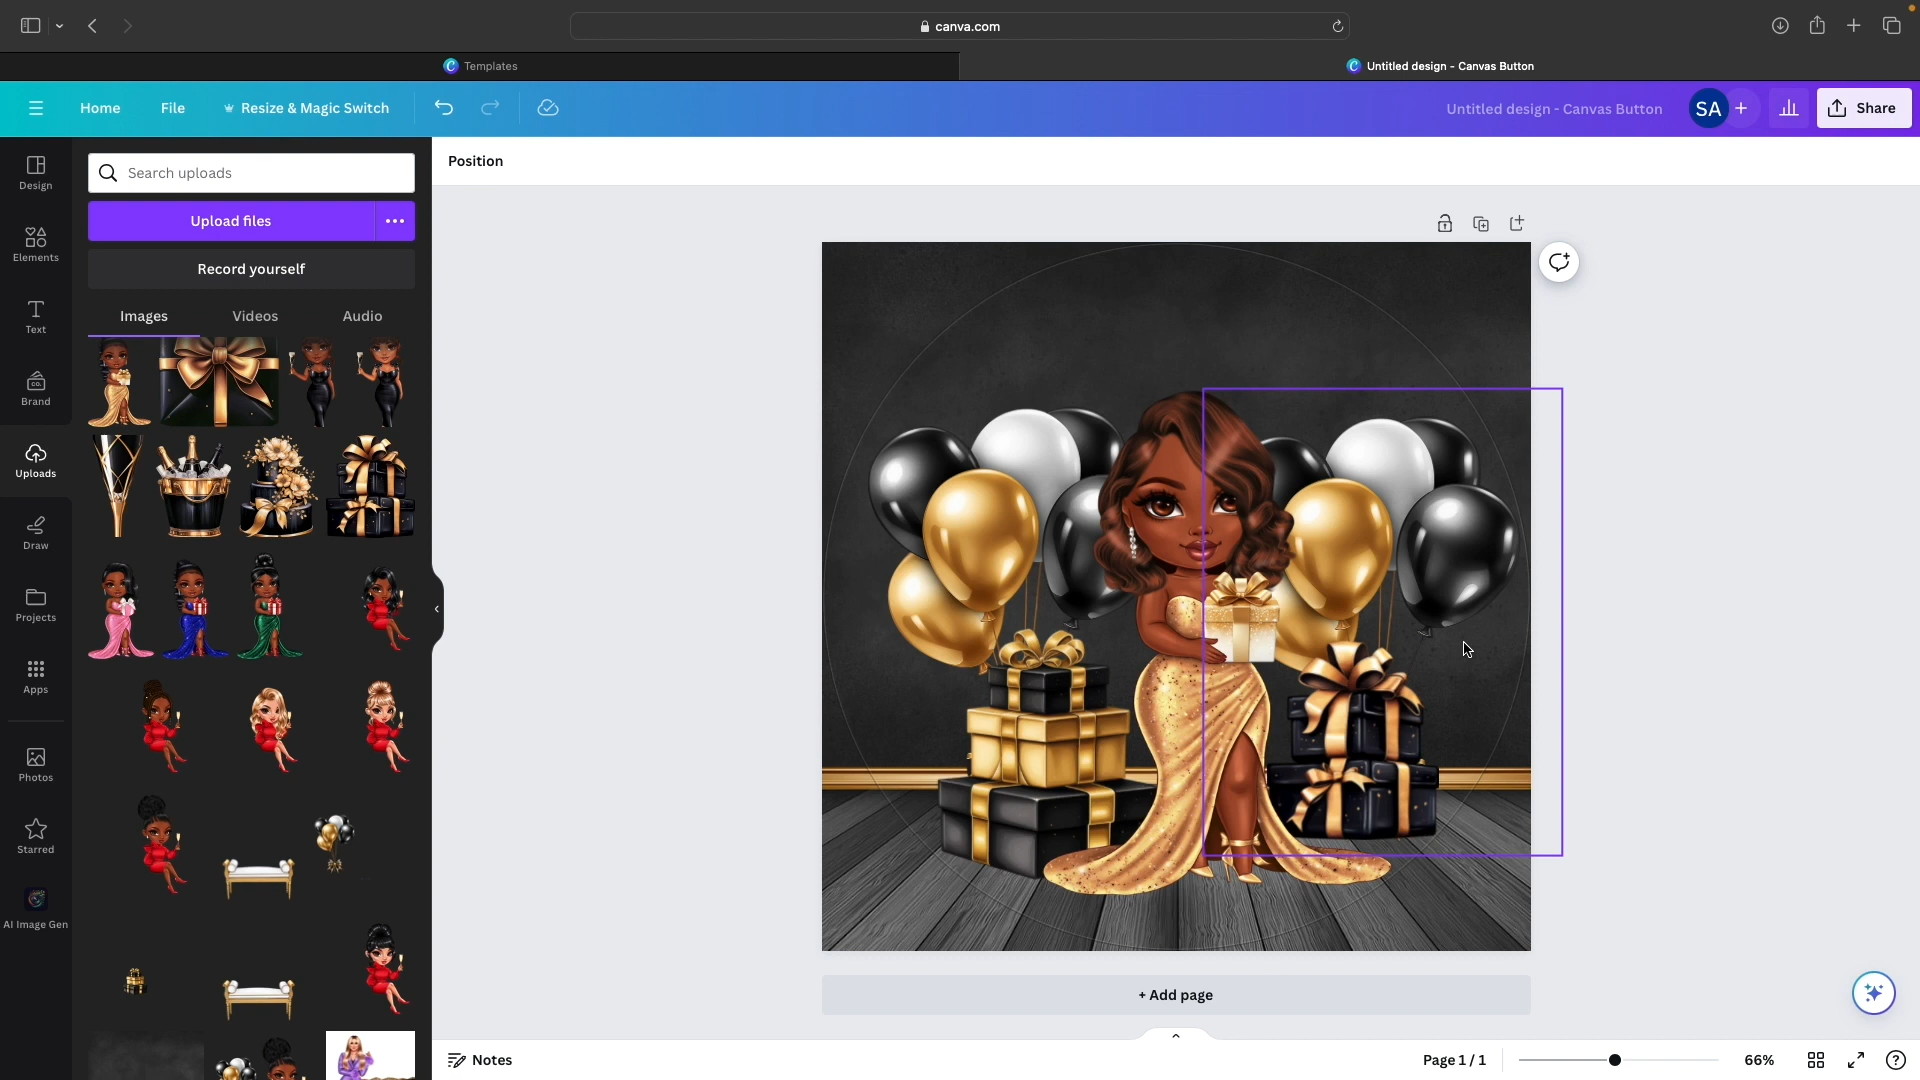 canva.com
Templates
Untitled design - Canvas Button
Home
File
Resize & Magic Switch
Untitled design - Canvas Button
SA
Share
Design
Elements
Text
CO.
Brand
Uploads
Draw
Projects
Apps
Photos
Starred
AI Image Gen
Search uploads
Upload files
Record yourself
Images
Videos
Audio
Position
+ Add page
Notes
Page 1 / 1
66%